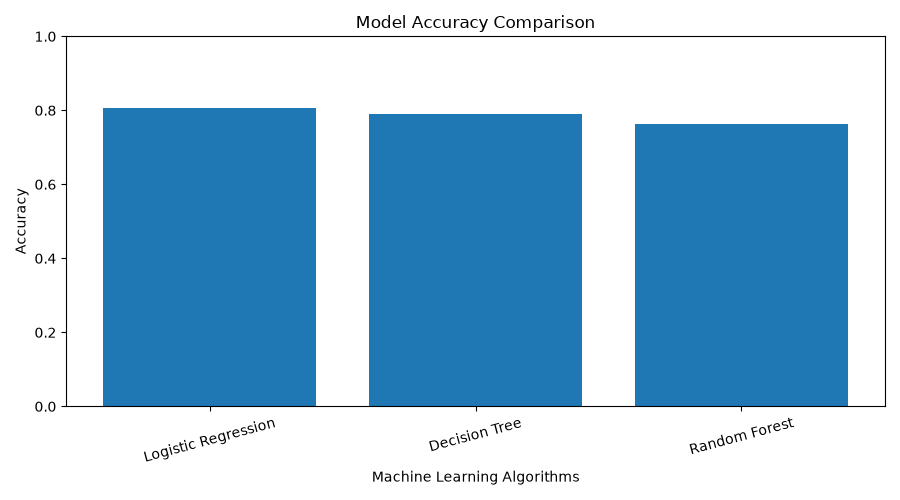 Model Accuracy Comparison
1.0
0.8
0.6
0.4
0.2
0.0
Accuracy
Logistic Regression
Decision Tree
Random Forest
Machine Learning Algorithms